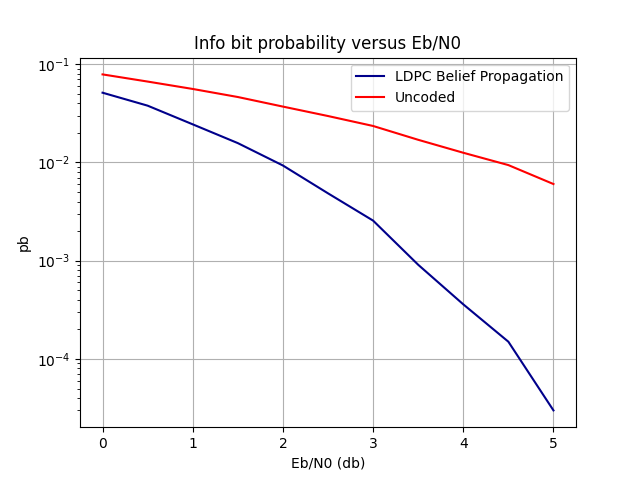 Info bit probability versus Eb/N0
LDPC Belief Propagation
Uncoded
10⁻¹
10⁻²
10⁻³
10⁻⁴
pb
0 1 2 3 4 5
Eb/N0 (db)